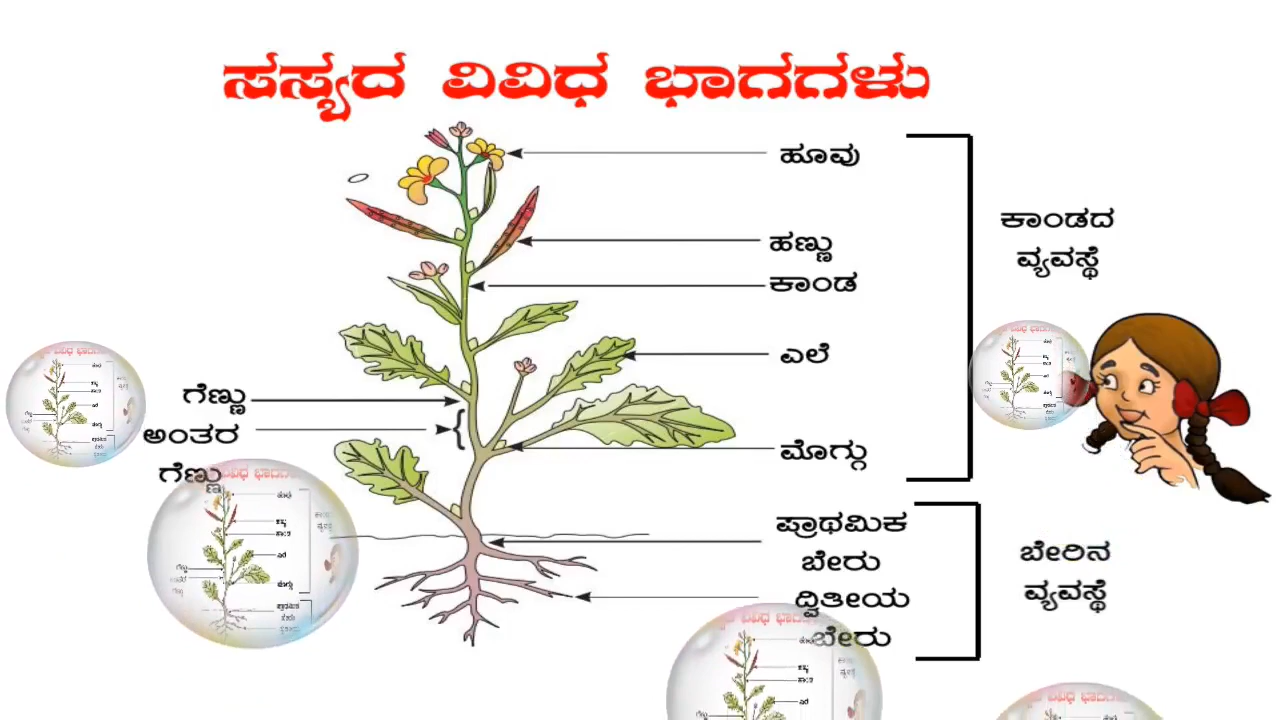 ಸಸ್ಯದ ವಿವಿಧ ಭಾಗಗಳು
ಹೂವು
ಹಣ್ಣು
ಕಾಂಡ
ಎಲೆ
ಮೊಗ್ಗು
ಕಾಂಡದ
ವ್ಯವಸ್ಥೆ
ಗೆಣ್ಣು
ಅಂತರ
ಗೆಣ್ಣು
ಪ್ರಾಥಮಿಕ
ಬೇರು
ದ್ವಿತೀಯ
ಬೇರು
ಬೇರಿನ
ವ್ಯವಸ್ಥೆ